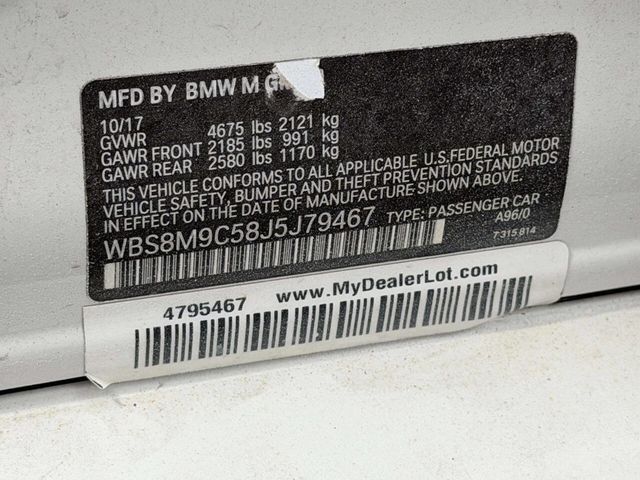 MFD BY BMW M G
10/17
GVWR 4675 lbs 2121 kg
GAWR FRONT 2185 lbs 991 kg
GAWR REAR 2580 lbs 1170 kg
THIS VEHICLE CONFORMS TO ALL APPLICABLE U.S.FEDERAL MOTOR
VEHICLE SAFETY, BUMPER AND THEFT PREVENTION STANDARDS
IN EFFECT ON THE DATE OF MANUFACTURE SHOWN ABOVE.
WBS8M9C58J5J79467 TYPE: PASSENGER CAR
A96/0
7 315 814
4795467 www.MyDealerLot.com